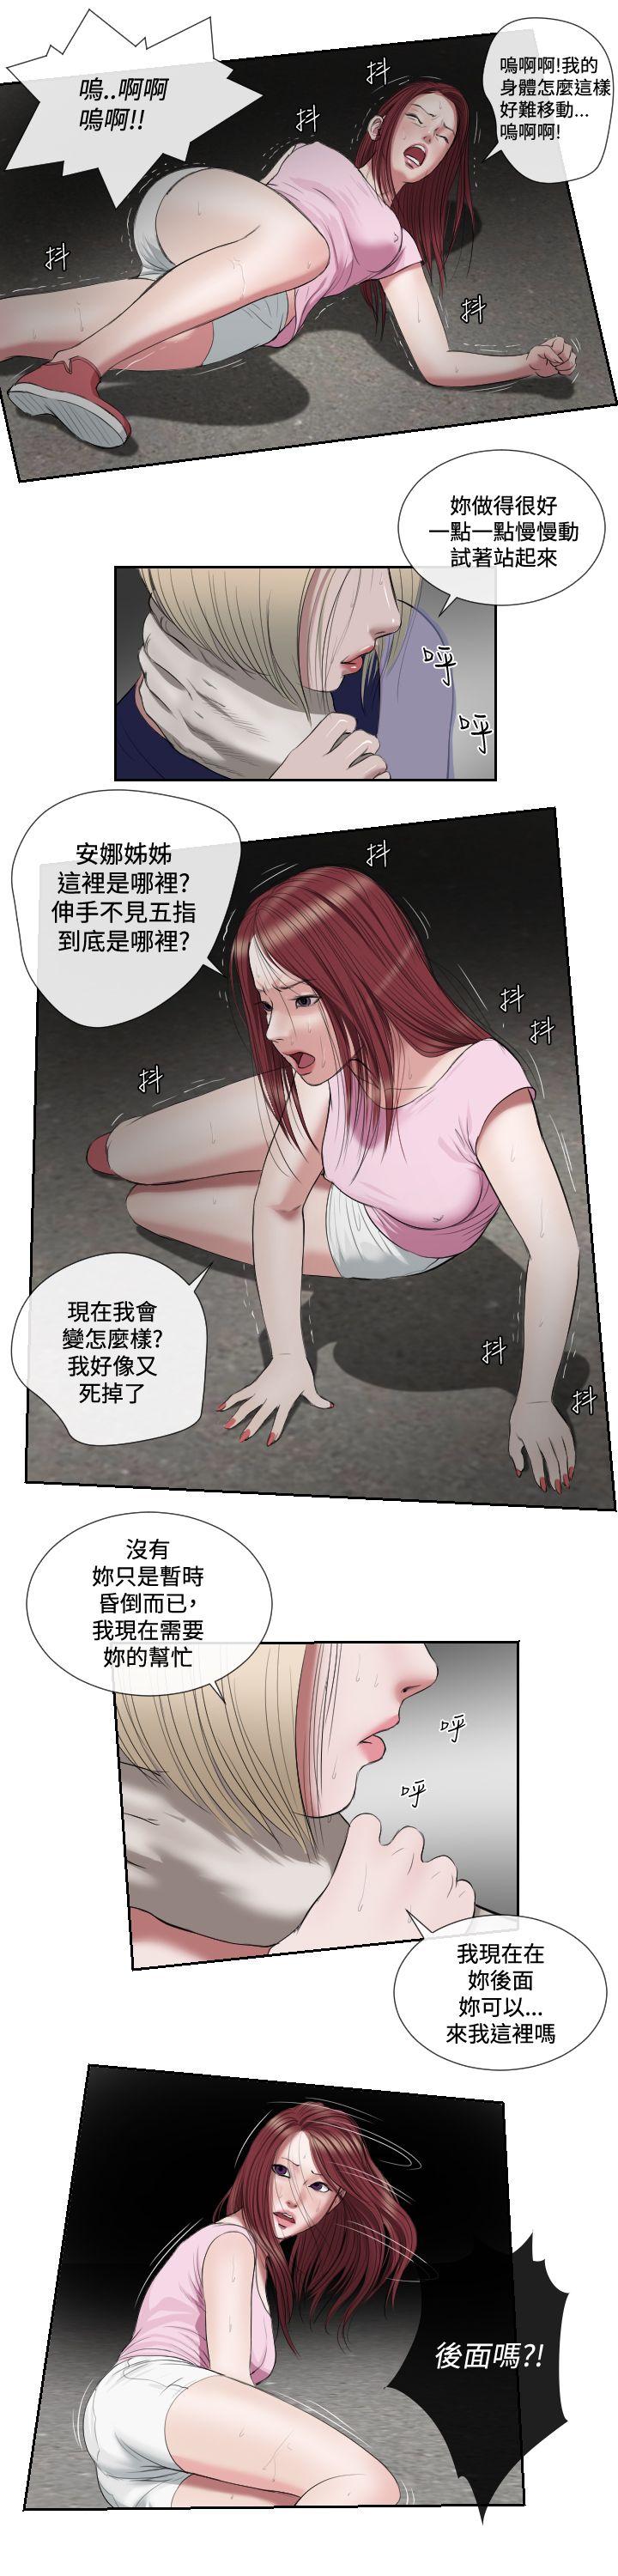 嗚..啊啊
嗚啊!!
嗚啊啊!我的
身體怎麼這樣
好難移動...
嗚啊啊!
抖
抖
抖
抖
妳做得很好
一點一點慢慢動
試著站起來
呼
呼
安娜姊姊
這裡是哪裡?
伸手不見五指
到底是哪裡?
抖
抖
抖
抖
現在我會
變怎麼樣?
我好像又
死掉了
抖
抖
沒有
妳只是暫時
昏倒而已,
我現在需要
妳的幫忙
呼
呼
我現在在
妳後面
妳可以...
來我這裡嗎
後面嗎?!